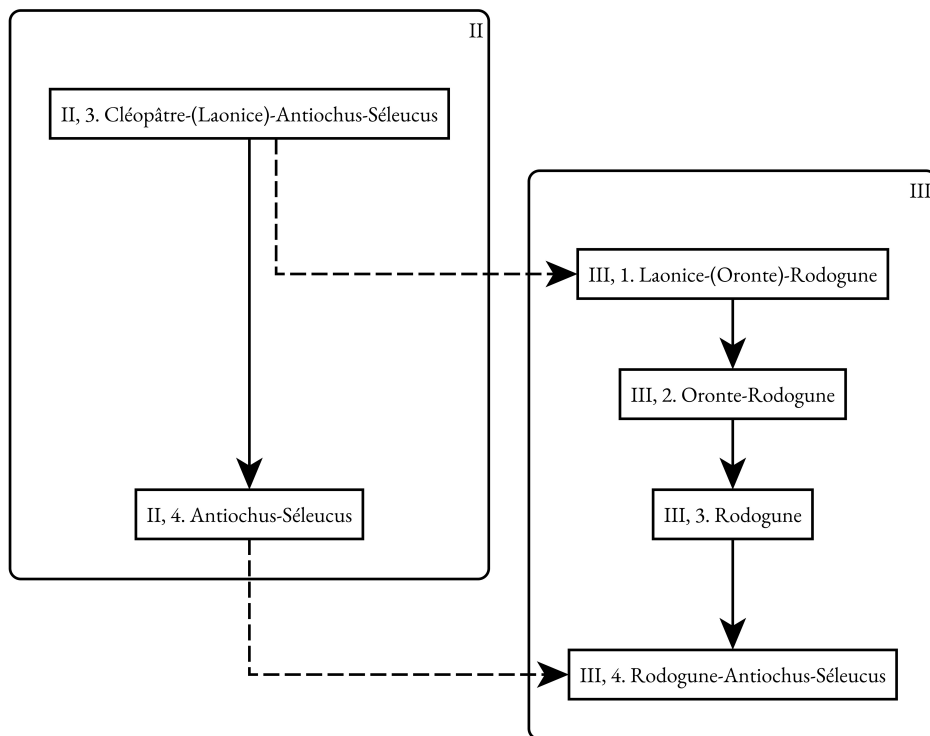 II
II, 3. Cléopâtre-(Laonice)-Antiochus-Séleucus
III
III, 1. Laonice-(Oronte)-Rodogune
III, 2. Oronte-Rodogune
II, 4. Antiochus-Séleucus
III, 3. Rodogune
III, 4. Rodogune-Antiochus-Séleucus